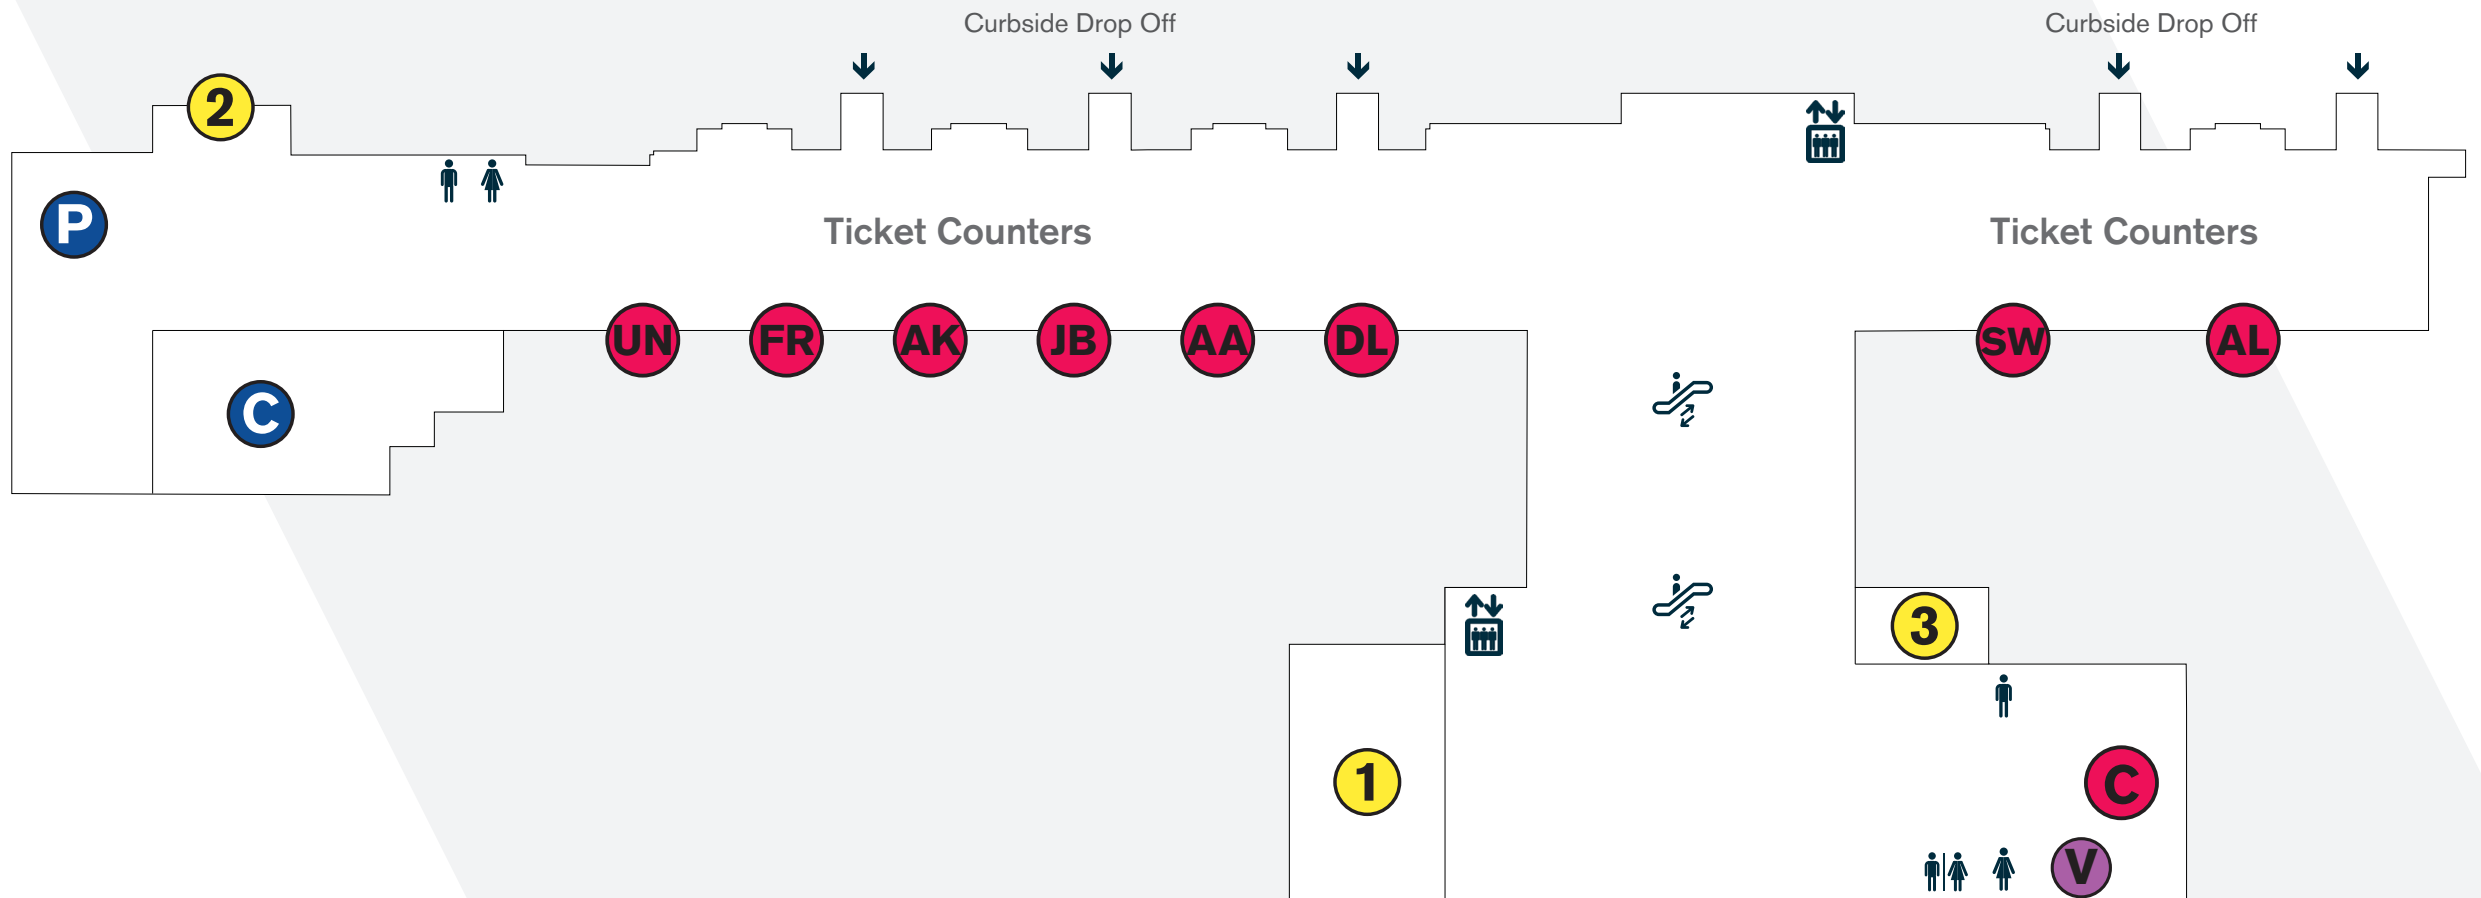 Curbside Drop Off
Curbside Drop Off
2
P
Ticket Counters
Ticket Counters
UN
FR
AK
JB
AA
DL
SW
AL
C
3
1
C
V